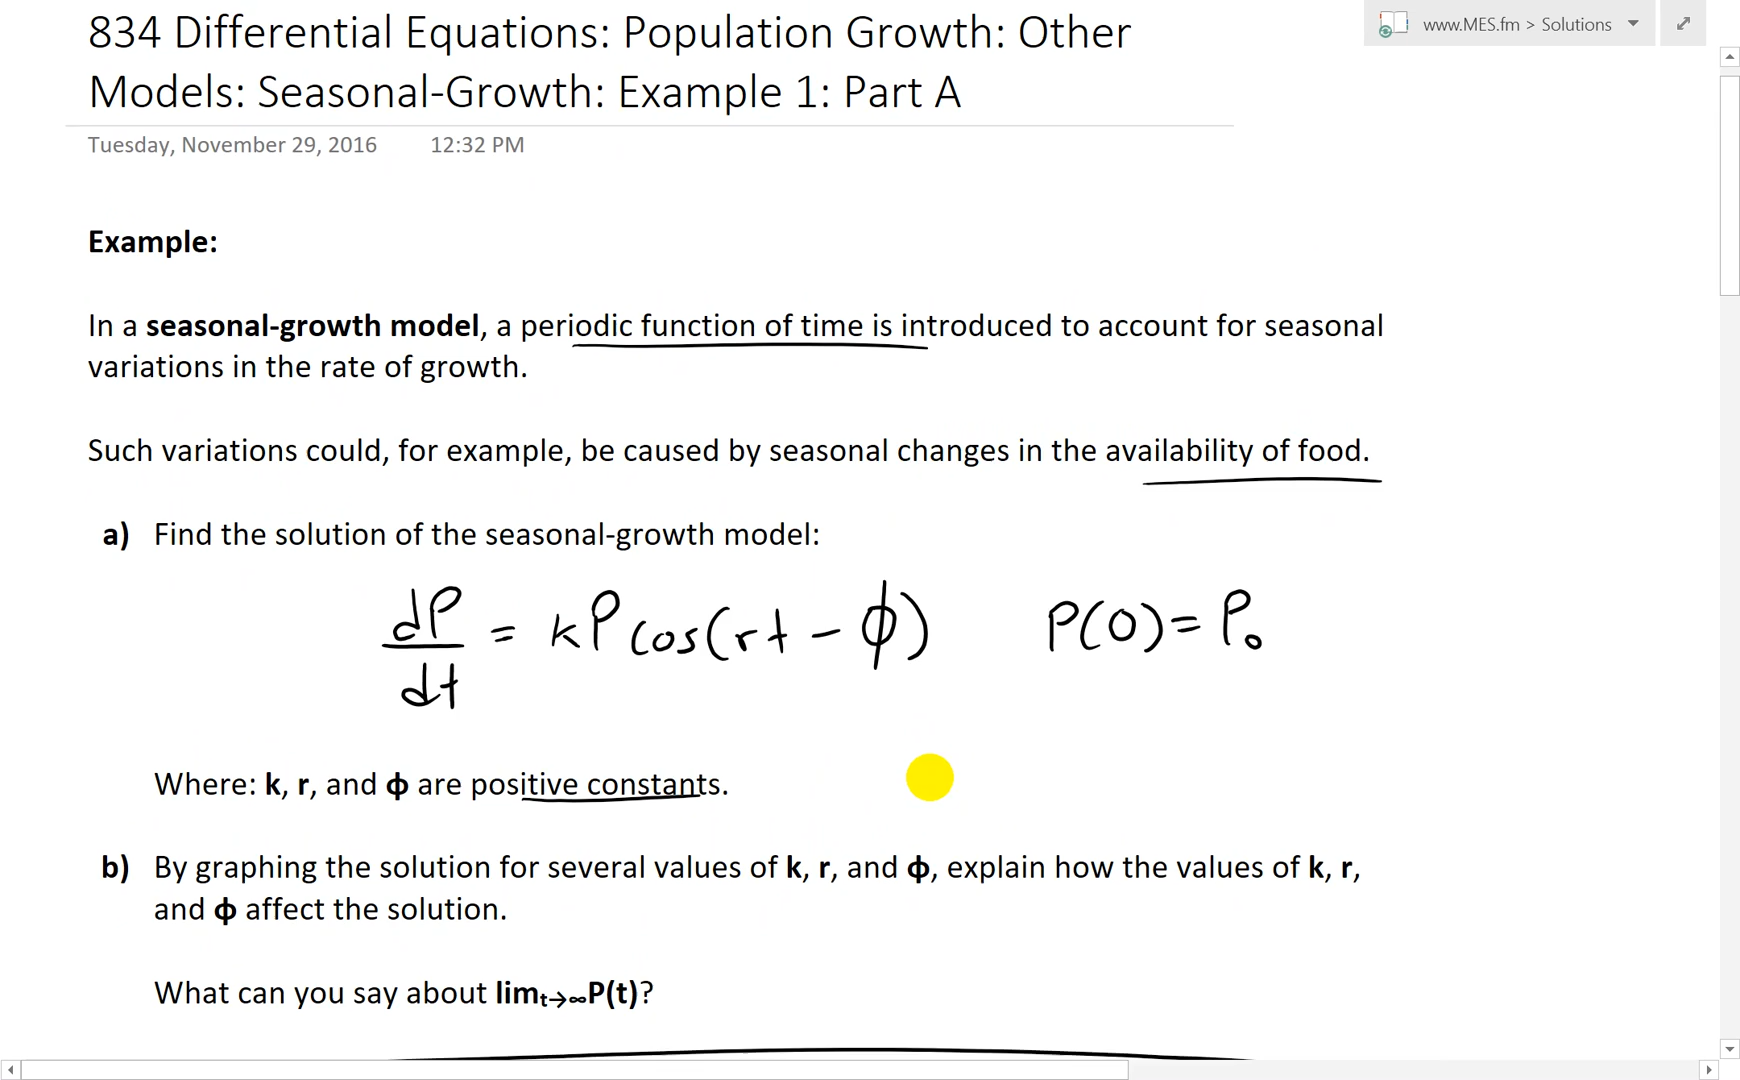 834 Differential Equations: Population Growth: Other
Models: Seasonal-Growth: Example 1: Part A
www.MES.fm > Solutions
Tuesday, November 29, 2016 12:32 PM
Example:
In a seasonal-growth model, a periodic function of time is introduced to account for seasonal
variations in the rate of growth.
Such variations could, for example, be caused by seasonal changes in the availability of food.
a) Find the solution of the seasonal-growth model:
dP/dt = kP cos(rt − ϕ) P(0) = P₀
Where: k, r, and ϕ are positive constants.
b) By graphing the solution for several values of k, r, and ϕ, explain how the values of k, r,
and ϕ affect the solution.
What can you say about limₜ→∞P(t)?